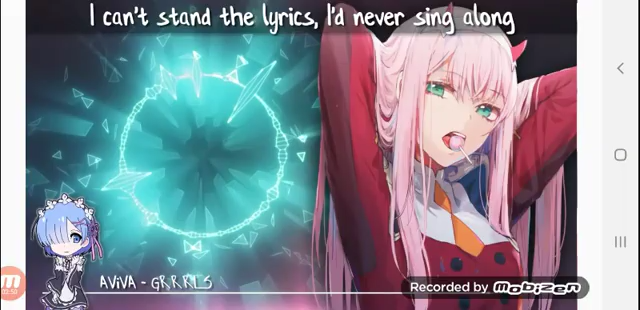 I can't stand the lyrics, I'd never sing along
AViVA - GRRRLS
Recorded by mobizen